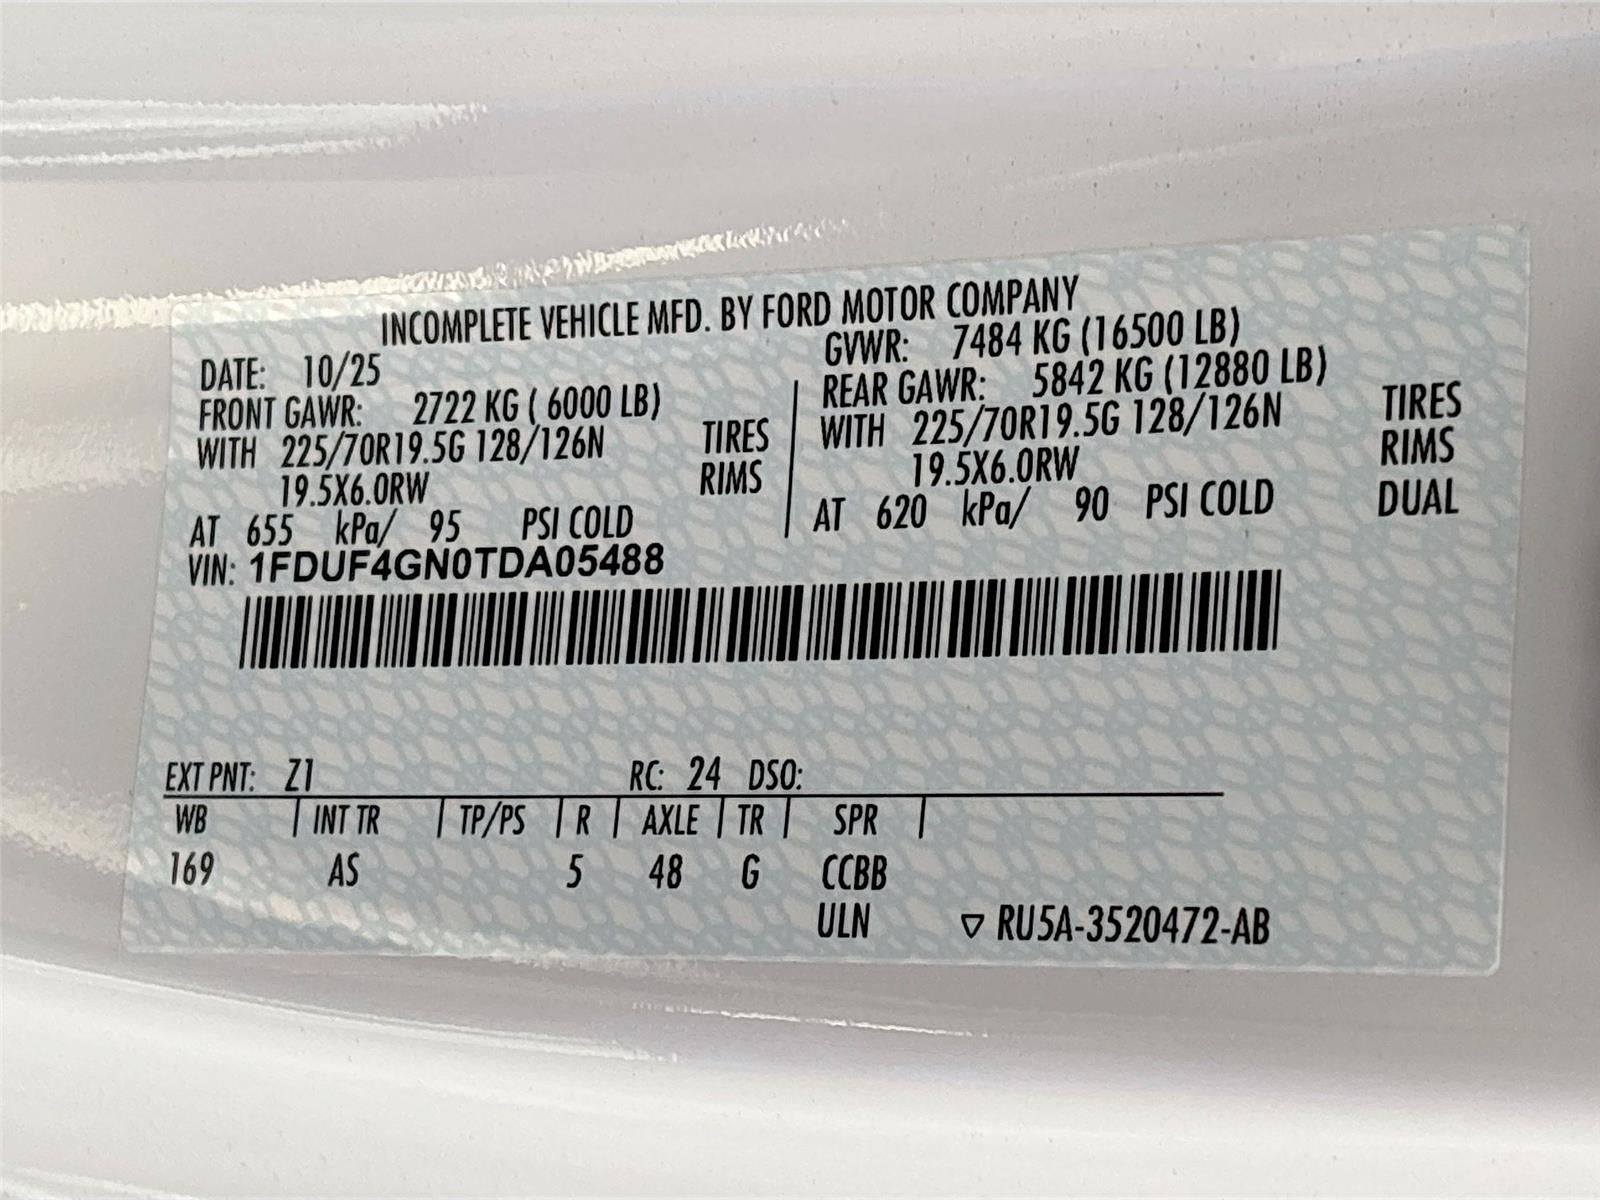 INCOMPLETE VEHICLE MFD. BY FORD MOTOR COMPANY
DATE: 10/25 GVWR: 7484 KG (16500 LB)
FRONT GAWR: 2722 KG ( 6000 LB) REAR GAWR: 5842 KG (12880 LB)
WITH 225/70R19.5G 128/126N TIRES WITH 225/70R19.5G 128/126N TIRES
19.5X6.0RW RIMS 19.5X6.0RW RIMS
AT 655 kPa/ 95 PSI COLD AT 620 kPa/ 90 PSI COLD DUAL
VIN: 1FDUF4GN0TDA05488
EXT PNT: Z1 RC: 24 DSO:
WB | INT TR | TP/PS | R | AXLE | TR | SPR |
169 AS 5 48 G CCBB
ULN ▽ RU5A-3520472-AB